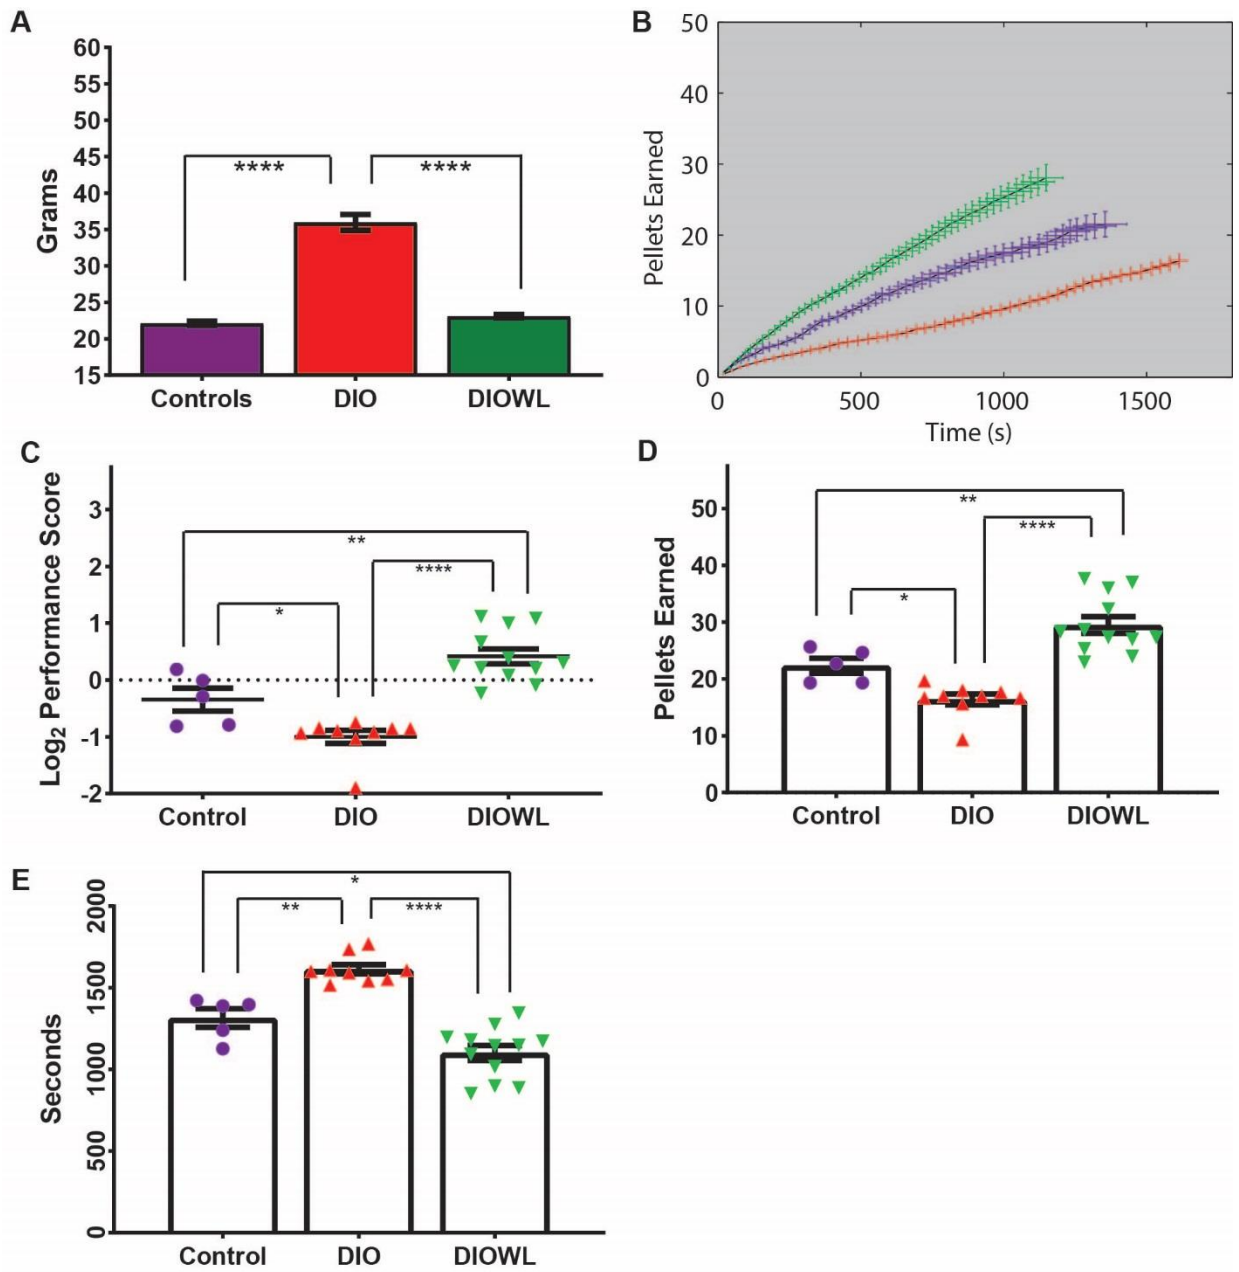 A
60
55
50
45
40
35
30
25
20
15
Grams
****
****
Controls DIO DIOWL
B
50
40
30
20
10
0
Pellets Earned
0 500 1000 1500
Time (s)
C
3
2
1
0
-1
-2
Log2 Performance Score
**
****
*
Control DIO DIOWL
D
50
40
30
20
10
0
Pellets Earned
**
****
*
Control DIO DIOWL
E
2000
1500
1000
500
0
Seconds
*
**
****
Control DIO DIOWL